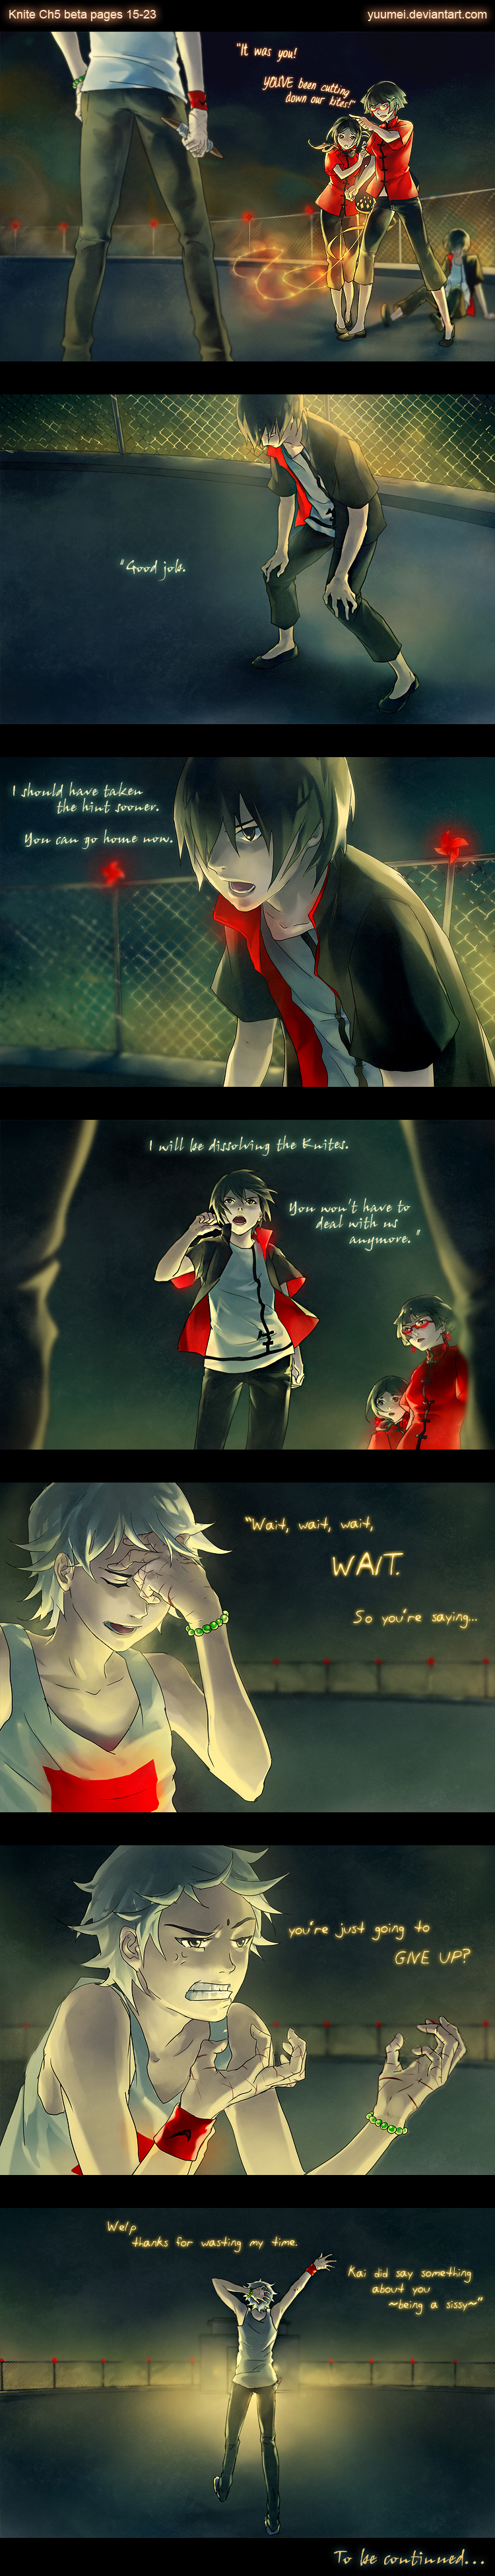 Knite Ch5 beta pages 15-23
yuumei.deviantart.com
"It was you!
YOU'VE been cutting
down our kites!"
"Good job.
I should have taken
the hint sooner.
You can go home now.
I will be dissolving the Knites.
You won't have to
deal with us
anymore."
"Wait, wait, wait,
WAIT.
So you're saying...
you're just going to
GIVE UP?
Welp
thanks for wasting my time.
Kai did say something
about you
~being a sissy~"
To be continued...